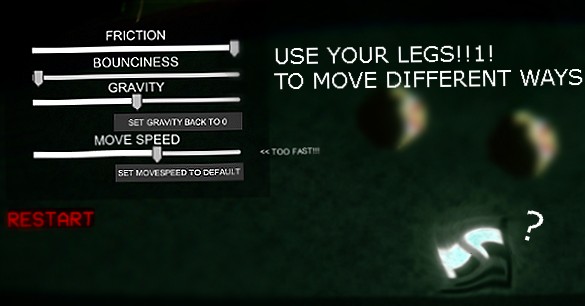 FRICTION
BOUNCINESS
GRAVITY
SET GRAVITY BACK TO 0
MOVE SPEED
<< TOO FAST!!!
SET MOVESPEED TO DEFAULT
RESTART
USE YOUR LEGS!!1!
TO MOVE DIFFERENT WAYS
?